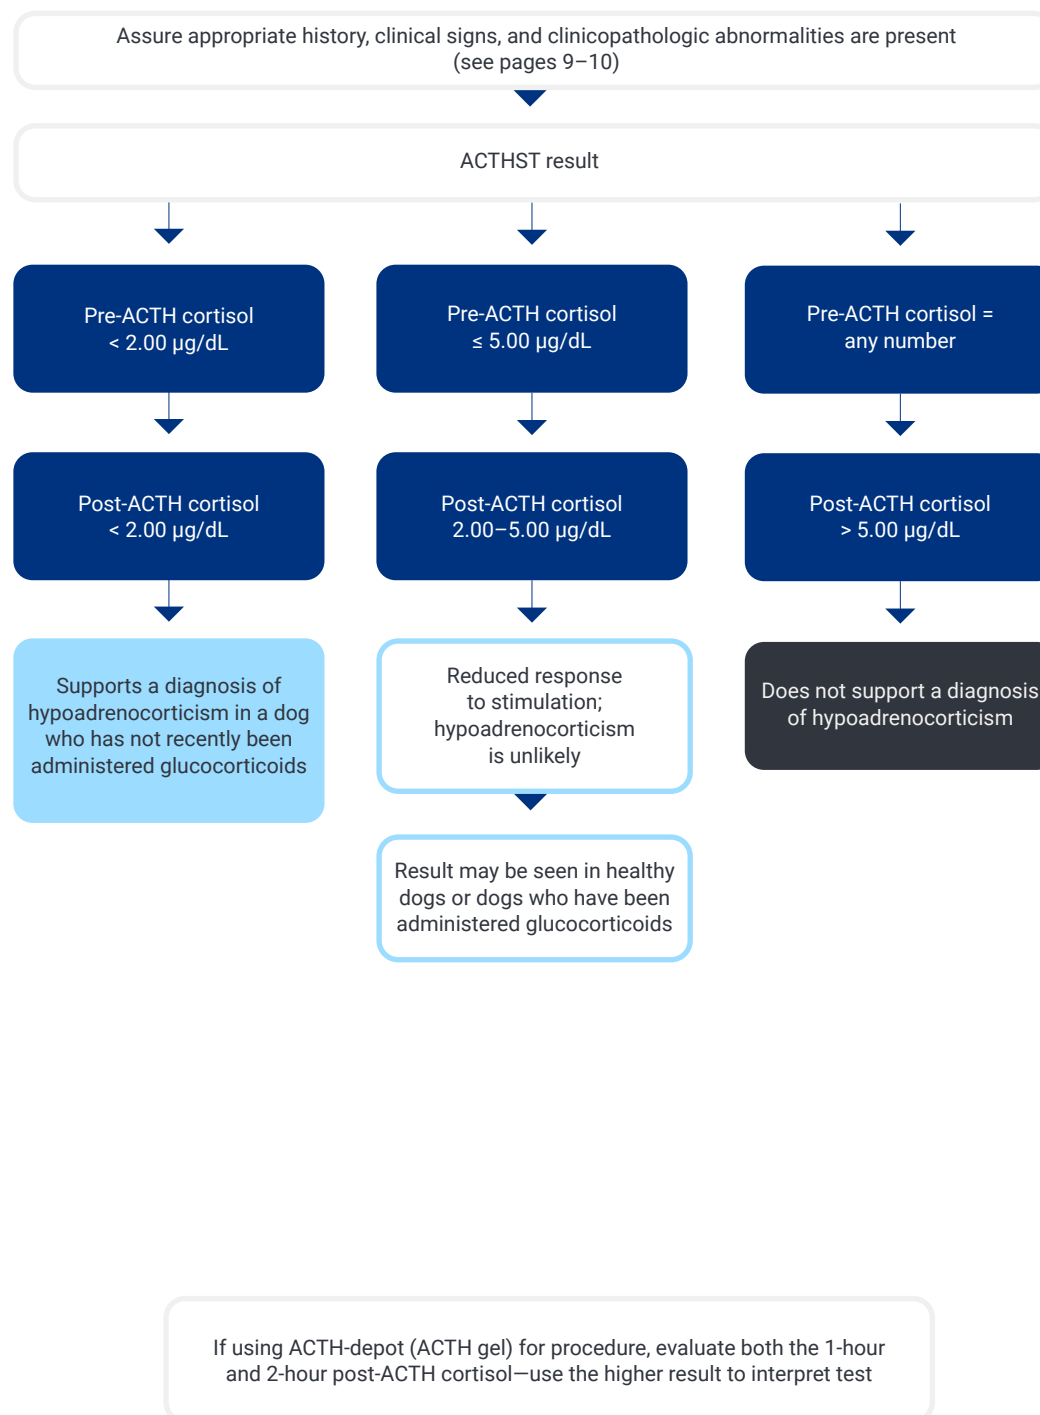 Assure appropriate history, clinical signs, and clinicopathologic abnormalities are present
(see pages 9–10)
ACTHST result
Pre-ACTH cortisol
< 2.00 µg/dL
Post-ACTH cortisol
< 2.00 µg/dL
Supports a diagnosis of
hypoadrenocorticism in a dog
who has not recently been
administered glucocorticoids
Pre-ACTH cortisol
≤ 5.00 µg/dL
Post-ACTH cortisol
2.00–5.00 µg/dL
Reduced response
to stimulation;
hypoadrenocorticism
is unlikely
Result may be seen in healthy
dogs or dogs who have been
administered glucocorticoids
Pre-ACTH cortisol =
any number
Post-ACTH cortisol
> 5.00 µg/dL
Does not support a diagnosis
of hypoadrenocorticism
If using ACTH-depot (ACTH gel) for procedure, evaluate both the 1-hour
and 2-hour post-ACTH cortisol—use the higher result to interpret test